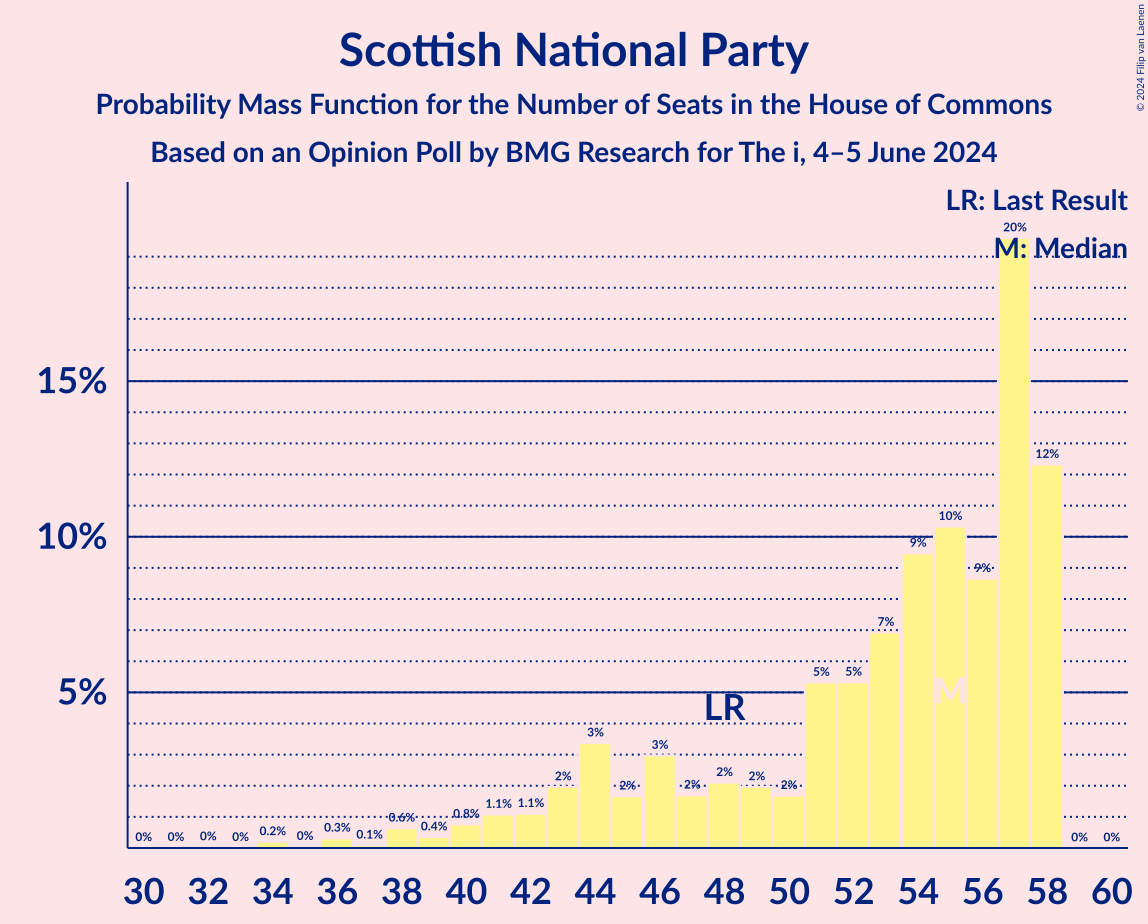 Scottish National Party
Probability Mass Function for the Number of Seats in the House of Commons
Based on an Opinion Poll by BMG Research for The i, 4–5 June 2024
© 2024 Filip van Laenen
LR: Last Result
M: Median
15%
10%
5%
0% 0% 0% 0% 0.2% 0% 0.3% 0.1% 0.6% 0.4% 0.8% 1.1% 1.1% 2% 3% 2% 3% 2% 2% 2% 2% 5% 5% 7% 9% 10% 9% 20% 12% 0% 0%
LR
M
30 32 34 36 38 40 42 44 46 48 50 52 54 56 58 60